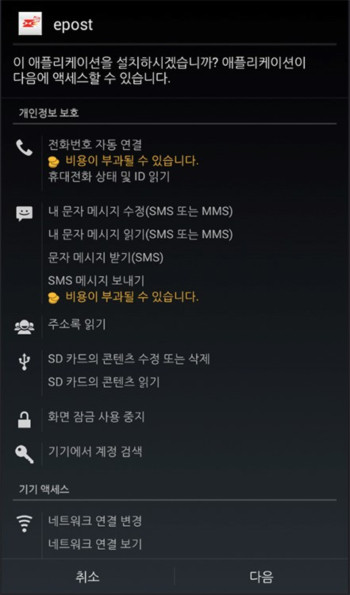 epost
이 애플리케이션을 설치하시겠습니까? 애플리케이션이
다음에 액세스할 수 있습니다.
개인정보 보호
전화번호 자동 연결
비용이 부과될 수 있습니다.
휴대전화 상태 및 ID 읽기
내 문자 메시지 수정(SMS 또는 MMS)
내 문자 메시지 읽기(SMS 또는 MMS)
문자 메시지 받기(SMS)
SMS 메시지 보내기
비용이 부과될 수 있습니다.
주소록 읽기
SD 카드의 콘텐츠 수정 또는 삭제
SD 카드의 콘텐츠 읽기
화면 잠금 사용 중지
기기에서 계정 검색
기기 액세스
네트워크 연결 변경
네트워크 연결 보기
취소
다음